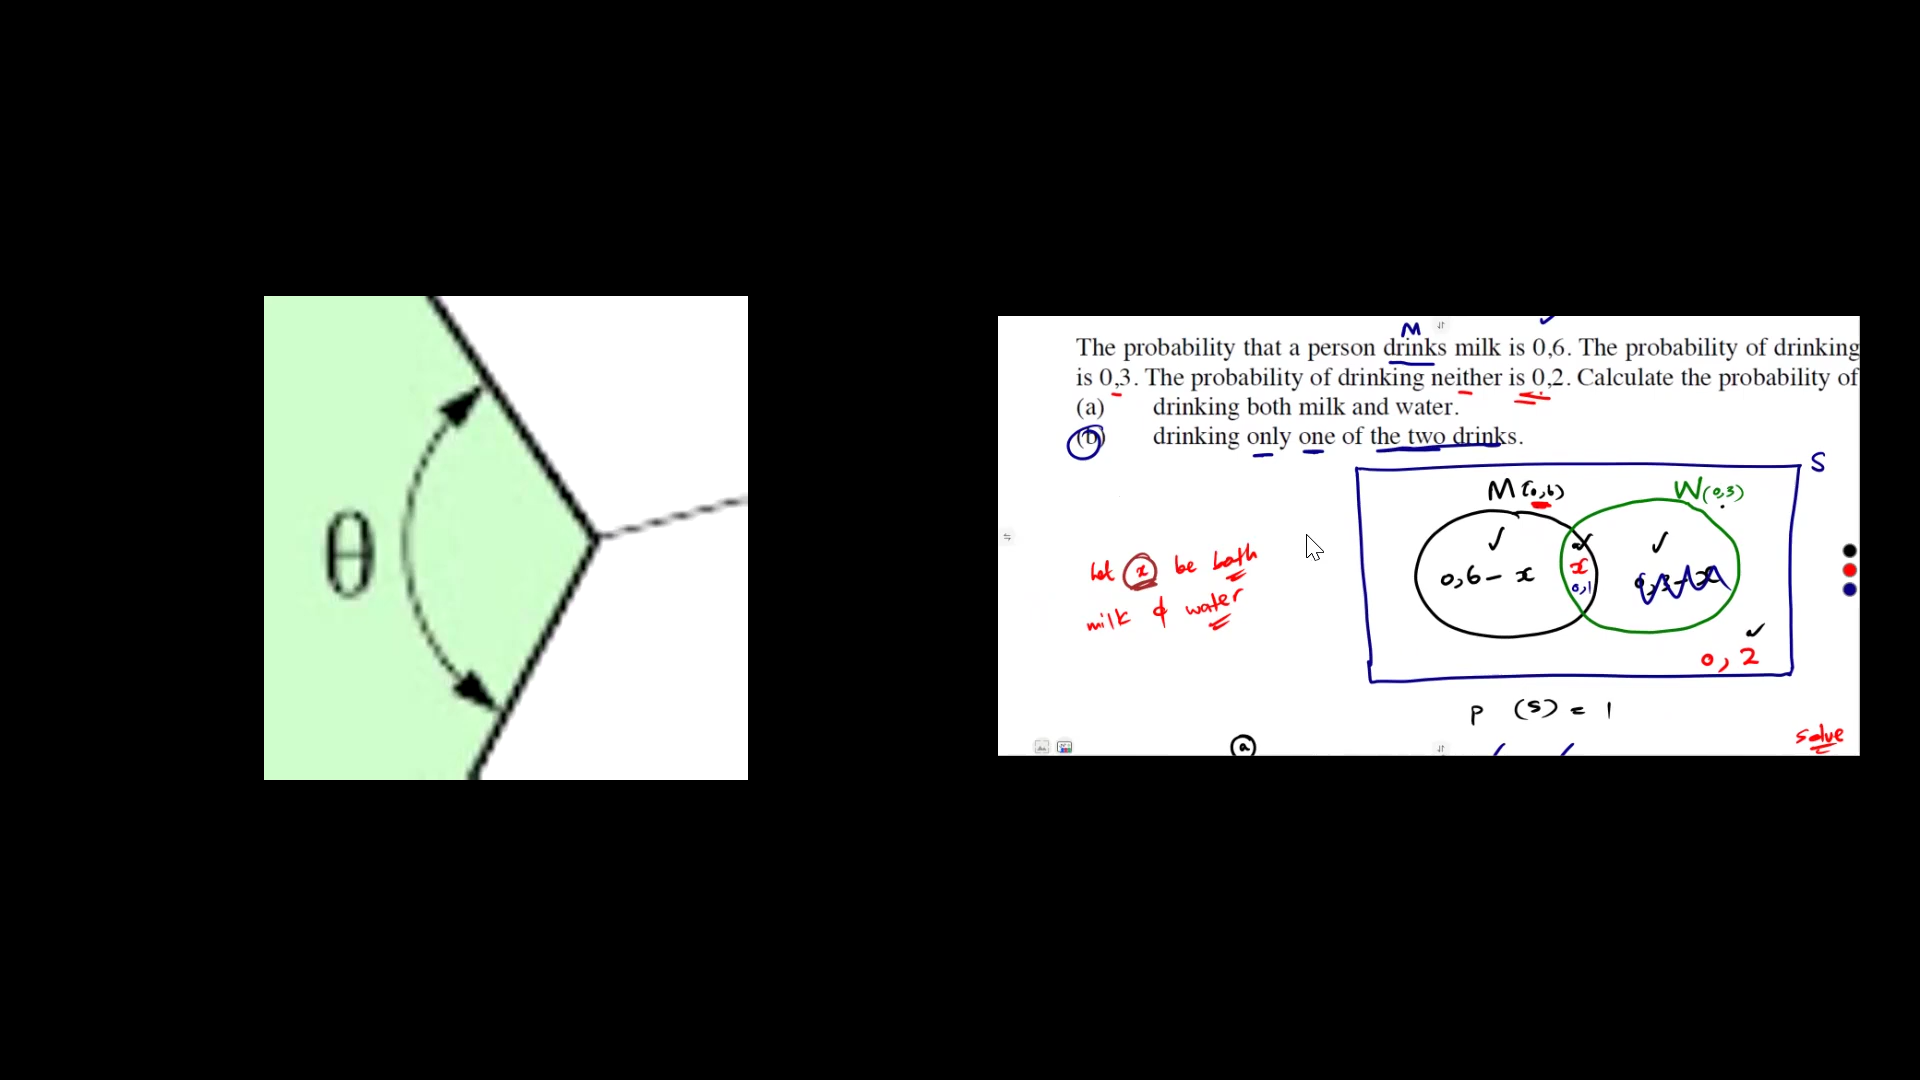 θ
M
The probability that a person drinks milk is 0,6. The probability of drinking
is 0,3. The probability of drinking neither is 0,2. Calculate the probability of
(a) drinking both milk and water.
(b) drinking only one of the two drinks.
S
M (0,6) W (0,3)
let x be both
milk & water
0,6 - x
x
0,1
0,2
P (S) = 1
solve
(a)